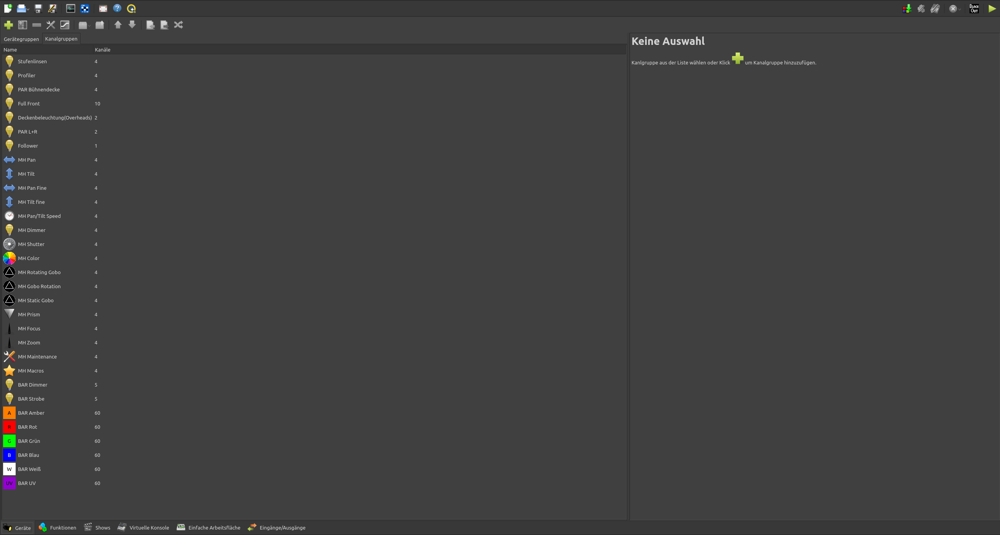 ON
BLACK
OUT
Gerätegruppen Kanalgruppen
Name Kanäle
Stufenlinsen 4
Profiler 4
PAR Bühnendecke 4
Full Front 10
Deckenbeleuchtung(Overheads) 2
PAR L+R 2
Follower 1
MH Pan 4
MH Tilt 4
MH Pan Fine 4
MH Tilt fine 4
MH Pan/Tilt Speed 4
MH Dimmer 4
MH Shutter 4
MH Color 4
MH Rotating Gobo 4
MH Gobo Rotation 4
MH Static Gobo 4
MH Prism 4
MH Focus 4
MH Zoom 4
MH Maintenance 4
MH Macros 4
BAR Dimmer 5
BAR Strobe 5
A BAR Amber 60
R BAR Rot 60
G BAR Grün 60
B BAR Blau 60
W BAR Weiß 60
UV BAR UV 60
Keine Auswahl
Kanlgruppe aus der Liste wählen oder Klick um Kanalgruppe hinzuzufügen.
Geräte Funktionen Shows Virtuelle Konsole Einfache Arbeitsfläche Eingänge/Ausgänge